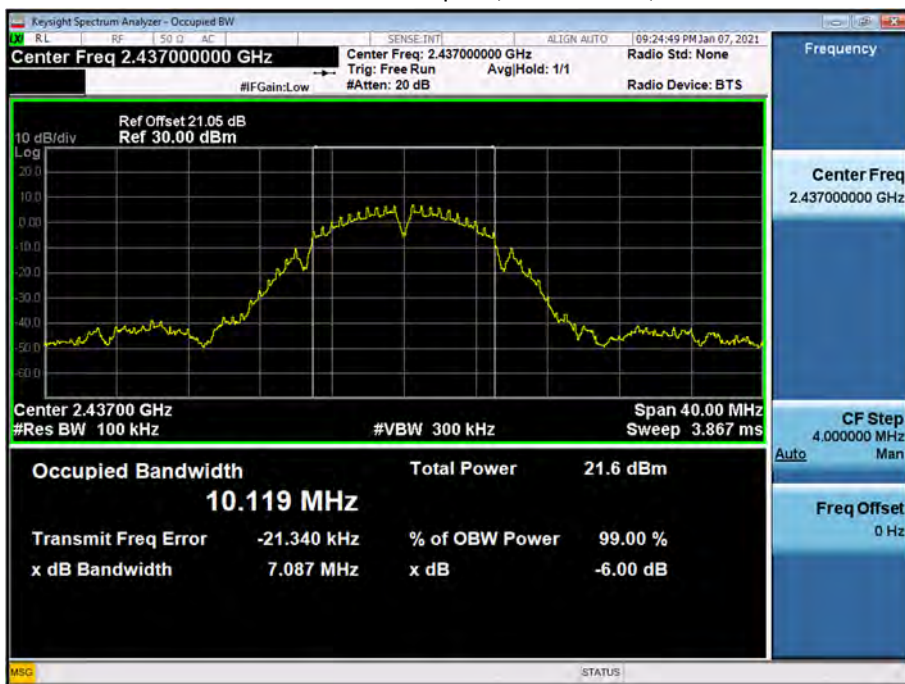 Keysight Spectrum Analyzer - Occupied BW
LXI RL RF 50 Ω AC SENSE:INT ALIGN AUTO 09:24:49 PM Jan 07, 2021
Center Freq 2.437000000 GHz Center Freq: 2.437000000 GHz Radio Std: None Frequency
Trig: Free Run Avg|Hold: 1/1
#IFGain:Low #Atten: 20 dB Radio Device: BTS
Ref Offset 21.05 dB
10 dB/div Ref 30.00 dBm
Log
20.0
10.0
0.00
-10.0
-20.0
-30.0
-40.0
-50.0
-60.0
Center Freq
2.437000000 GHz
Center 2.43700 GHz Span 40.00 MHz
#Res BW 100 kHz #VBW 300 kHz Sweep 3.867 ms
CF Step
4.000000 MHz
Auto Man
Occupied Bandwidth Total Power 21.6 dBm
10.119 MHz
Transmit Freq Error -21.340 kHz % of OBW Power 99.00 %
x dB Bandwidth 7.087 MHz x dB -6.00 dB
Freq Offset
0 Hz
MSG STATUS